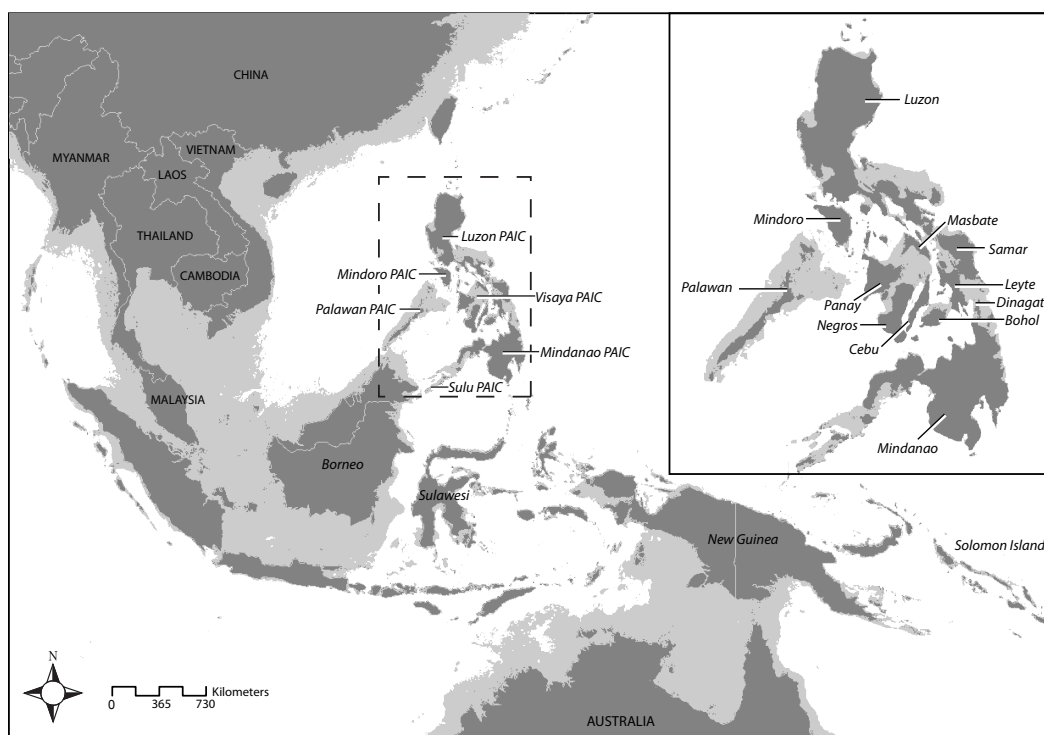 CHINA
Luzon
MYANMAR
VIETNAM
LAOS
THAILAND
CAMBODIA
Luzon PAIC
Mindoro PAIC
Visaya PAIC
Palawan PAIC
Mindanao PAIC
Sulu PAIC
Mindoro
Masbate
Samar
Palawan
Leyte
Panay
Dinagat
Negros
Bohol
Cebu
Mindanao
MALAYSIA
Borneo
Sulawesi
New Guinea
Solomon Island
N
Kilometers
0 365 730
AUSTRALIA